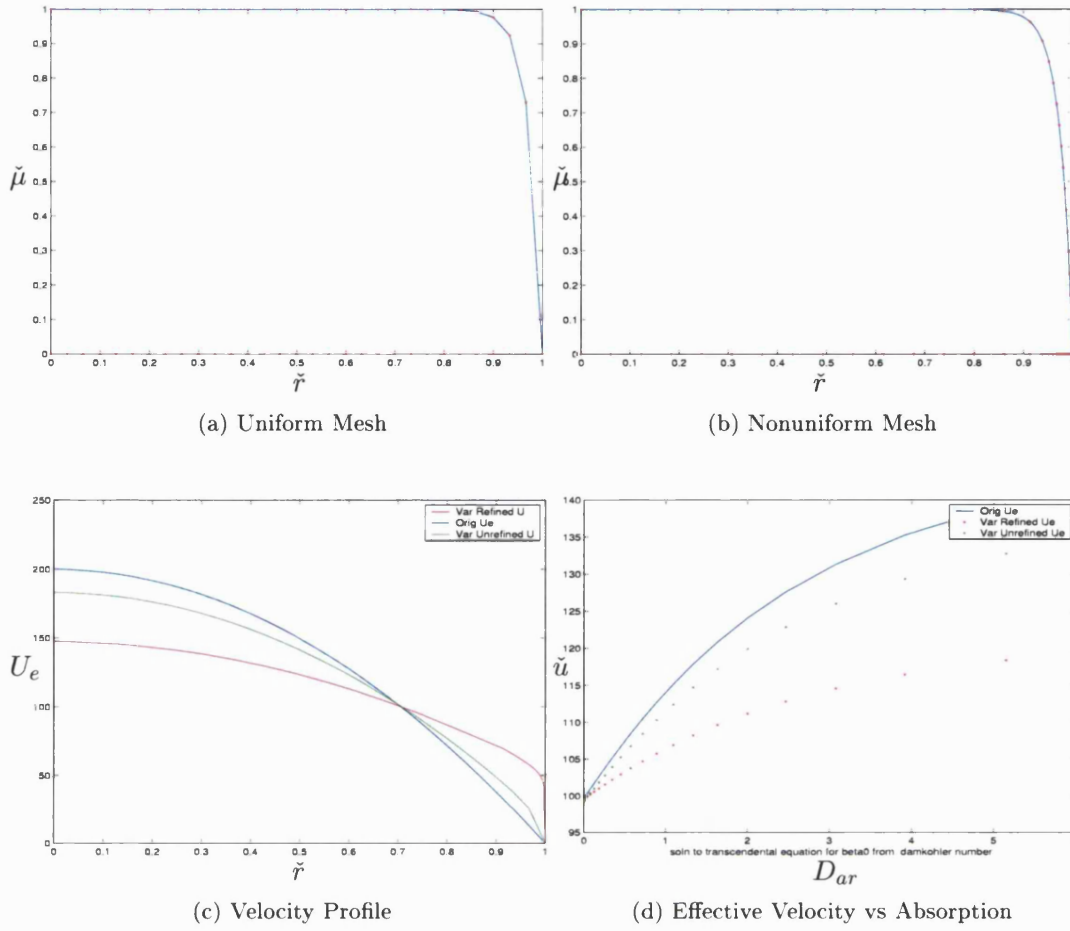 1
0.9
0.8
0.7
0.6
0.5
0.4
0.3
0.2
0.1
0
μ̌
0 0.1 0.2 0.3 0.4 0.5 0.6 0.7 0.8 0.9 1
ř
(a) Uniform Mesh
1
0.9
0.8
0.7
0.6
0.5
0.4
0.3
0.2
0.1
0
μ̌
0 0.1 0.2 0.3 0.4 0.5 0.6 0.7 0.8 0.9 1
ř
(b) Nonuniform Mesh
250
200
150
100
50
0
U_e
Var Refined U
Orig Ue
Var Unrefined U
0 0.1 0.2 0.3 0.4 0.5 0.6 0.7 0.8 0.9 1
ř
(c) Velocity Profile
140
135
130
125
120
115
110
105
100
95
ǔ
Orig Ue
Var Refined Ue
Var Unrefined Ue
0 1 2 3 4 5
soln to transcendental equation for beta0 from damkohler number
D_ar
(d) Effective Velocity vs Absorption